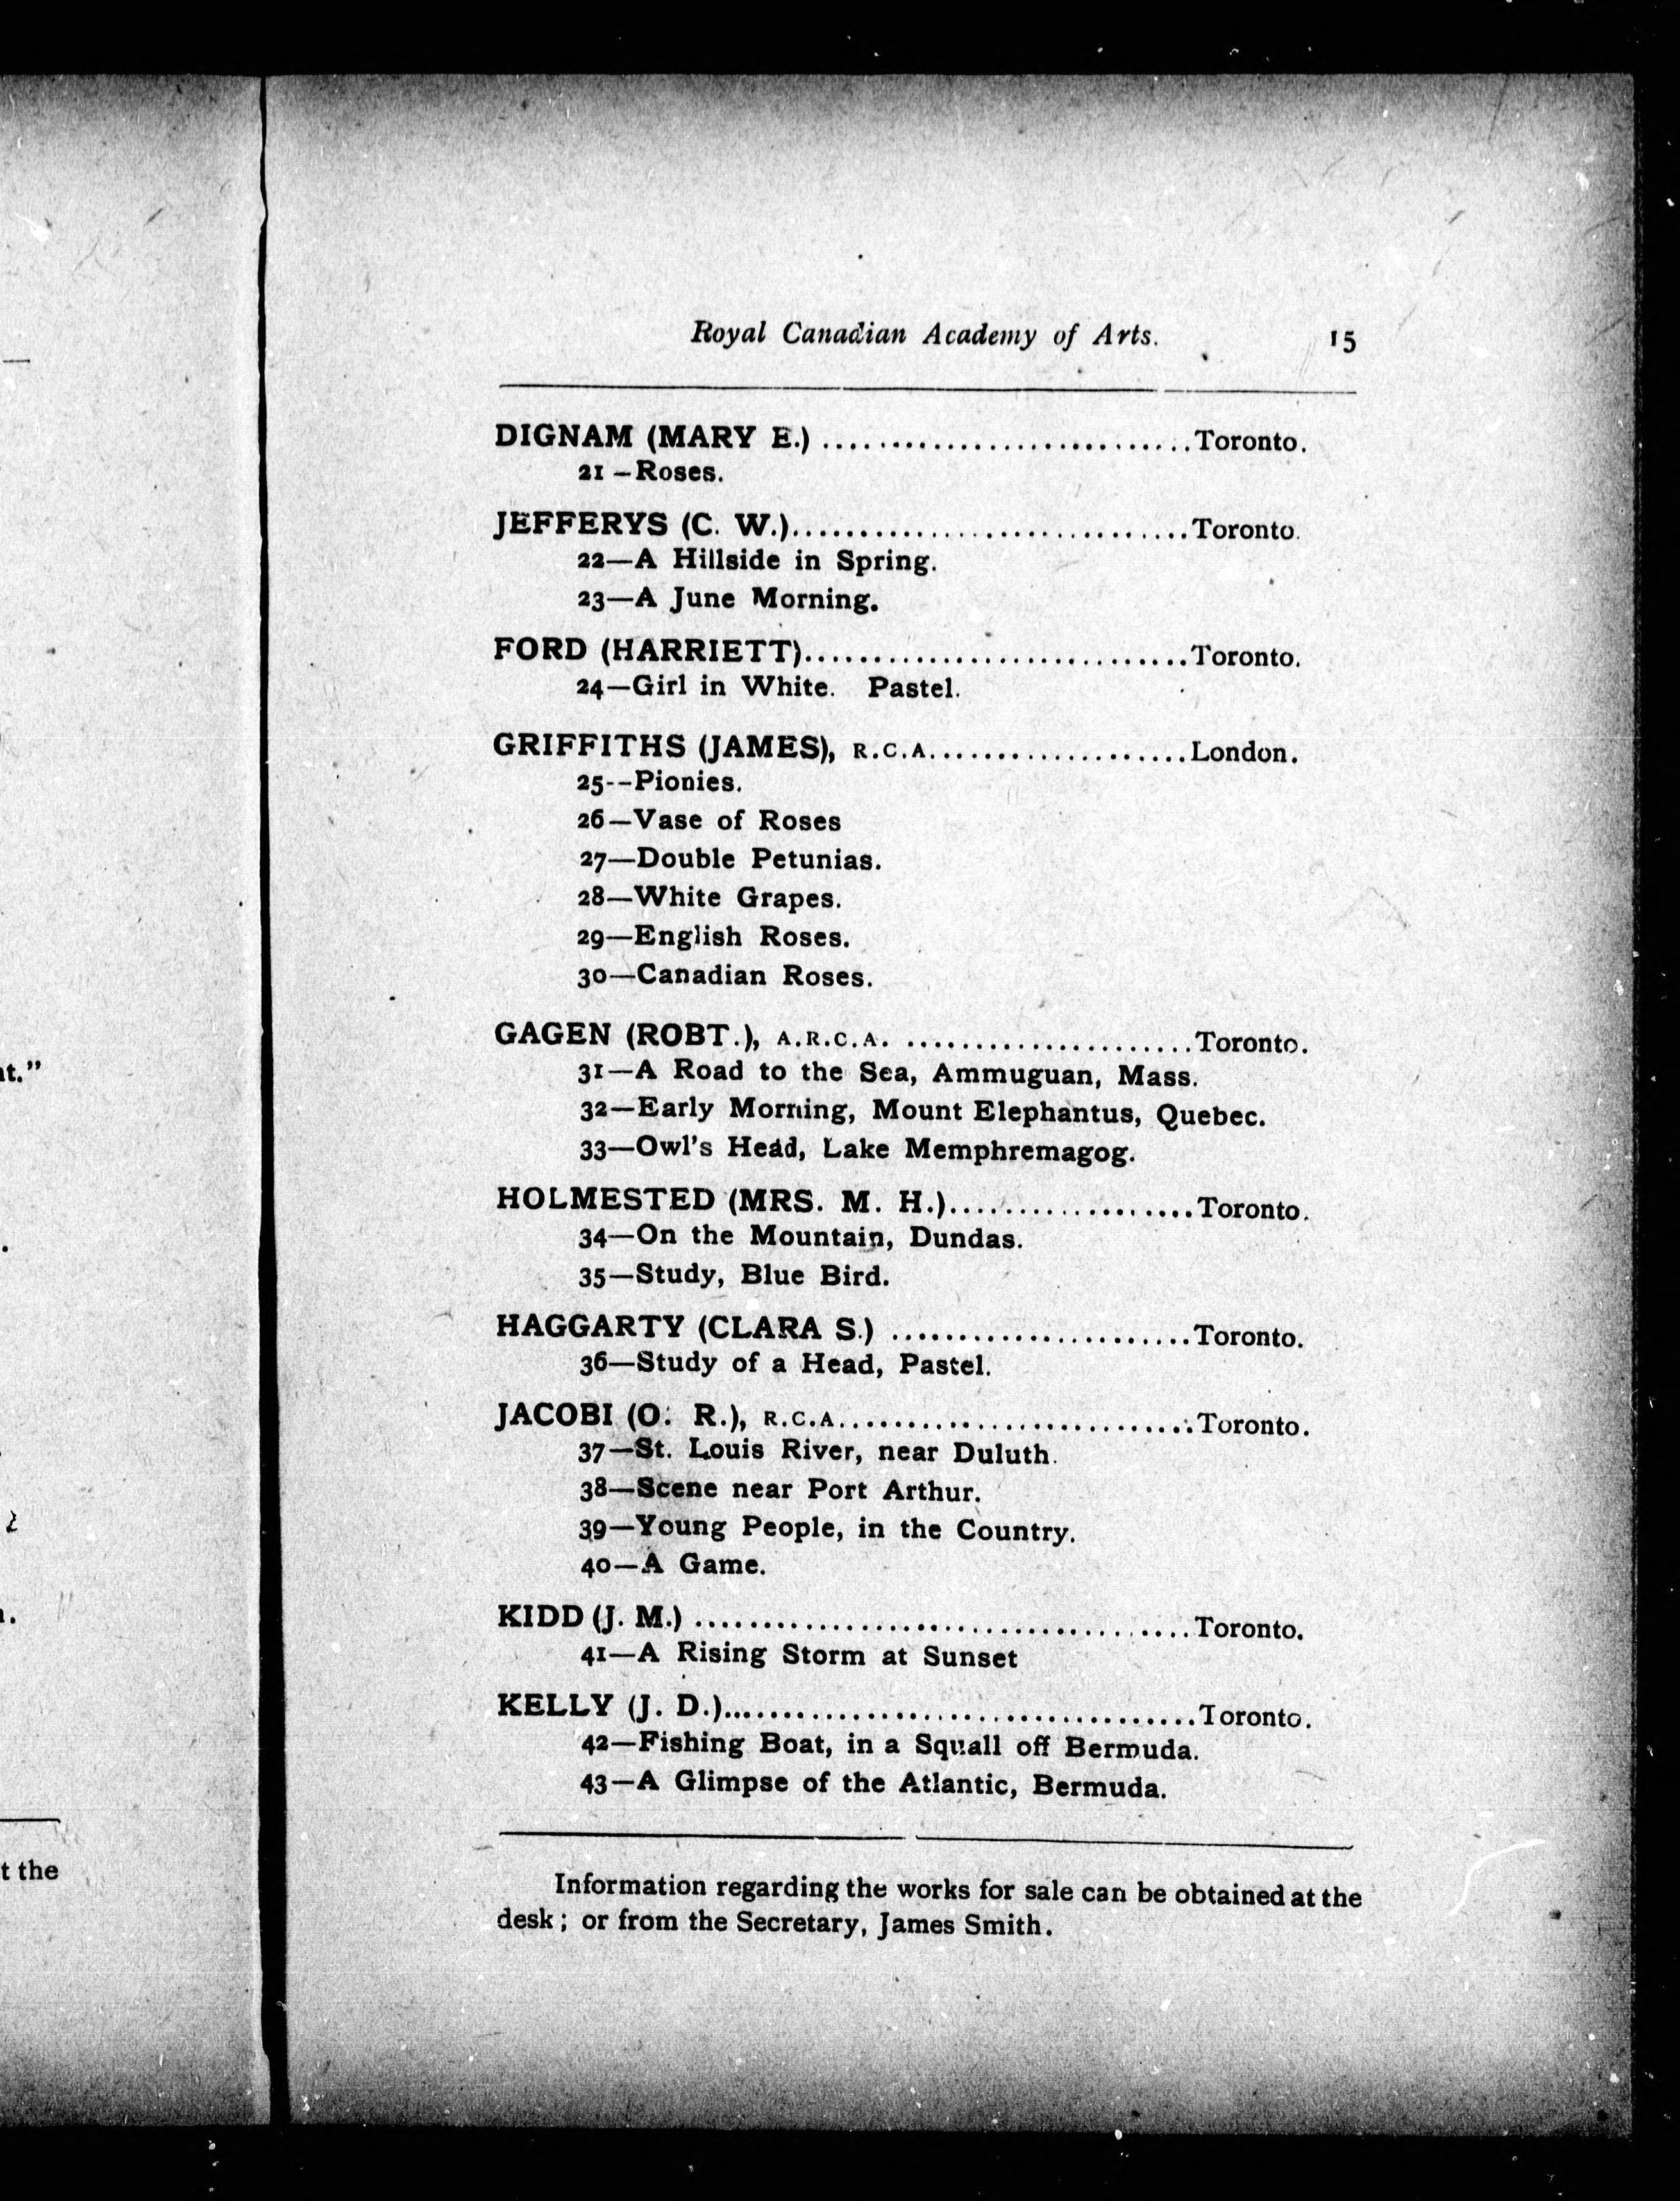 Royal Canadian Academy of Arts. 15
DIGNAM (MARY E.) ............................Toronto.
21—Roses.
JEFFERYS (C. W.)..............................Toronto.
22—A Hillside in Spring.
23—A June Morning.
FORD (HARRIETT).............................Toronto.
24—Girl in White. Pastel.
GRIFFITHS (JAMES), R.C.A...................London.
25--Pionies.
26—Vase of Roses
27—Double Petunias.
28—White Grapes.
29—English Roses.
30—Canadian Roses.
GAGEN (ROBT.), A.R.C.A. .....................Toronto.
31—A Road to the Sea, Ammuguan, Mass.
32—Early Morning, Mount Elephantus, Quebec.
33—Owl's Head, Lake Memphremagog.
HOLMESTED (MRS. M. H.)..................Toronto.
34—On the Mountain, Dundas.
35—Study, Blue Bird.
HAGGARTY (CLARA S.) ......................Toronto.
36—Study of a Head, Pastel.
JACOBI (O. R.), R.C.A..........................Toronto.
37—St. Louis River, near Duluth.
38—Scene near Port Arthur.
39—Young People, in the Country.
40—A Game.
KIDD (J. M.) ....................................Toronto.
41—A Rising Storm at Sunset
KELLY (J. D.)...................................Toronto.
42—Fishing Boat, in a Squall off Bermuda.
43—A Glimpse of the Atlantic, Bermuda.
Information regarding the works for sale can be obtained at the
desk; or from the Secretary, James Smith.
t the